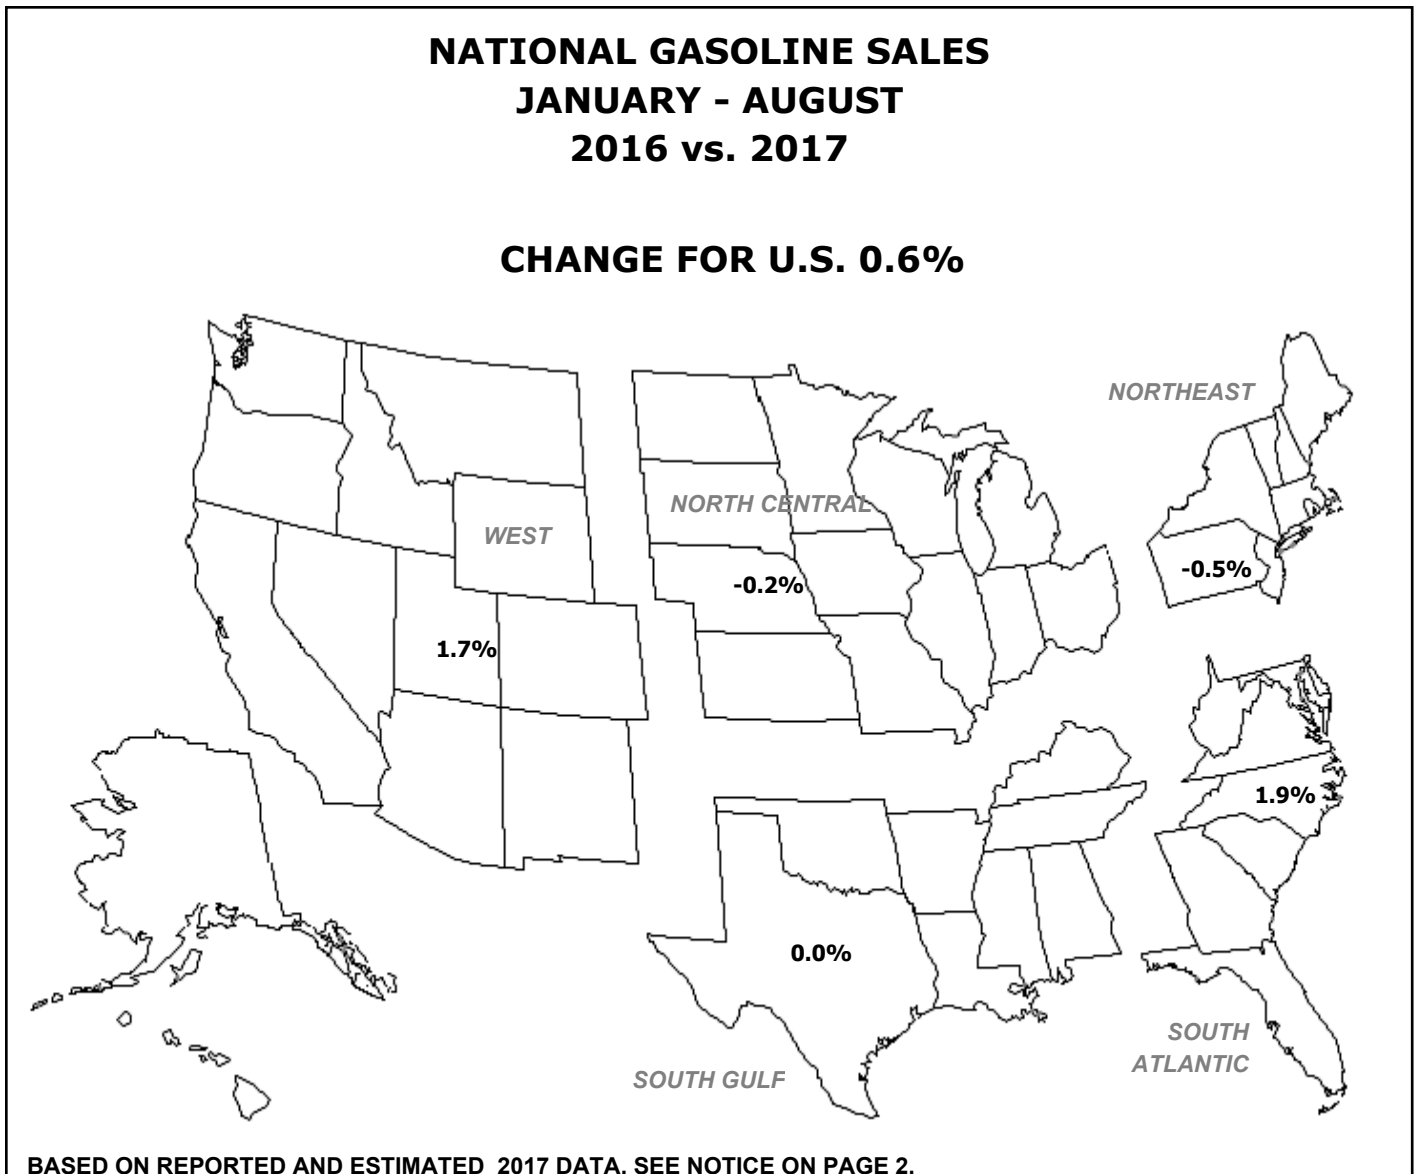 NATIONAL GASOLINE SALES
JANUARY - AUGUST
2016 vs. 2017
CHANGE FOR U.S. 0.6%
NORTHEAST
NORTH CENTRAL
WEST
-0.5%
-0.2%
1.7%
1.9%
0.0%
SOUTH
ATLANTIC
SOUTH GULF
BASED ON REPORTED AND ESTIMATED  2017 DATA. SEE NOTICE ON PAGE 2.